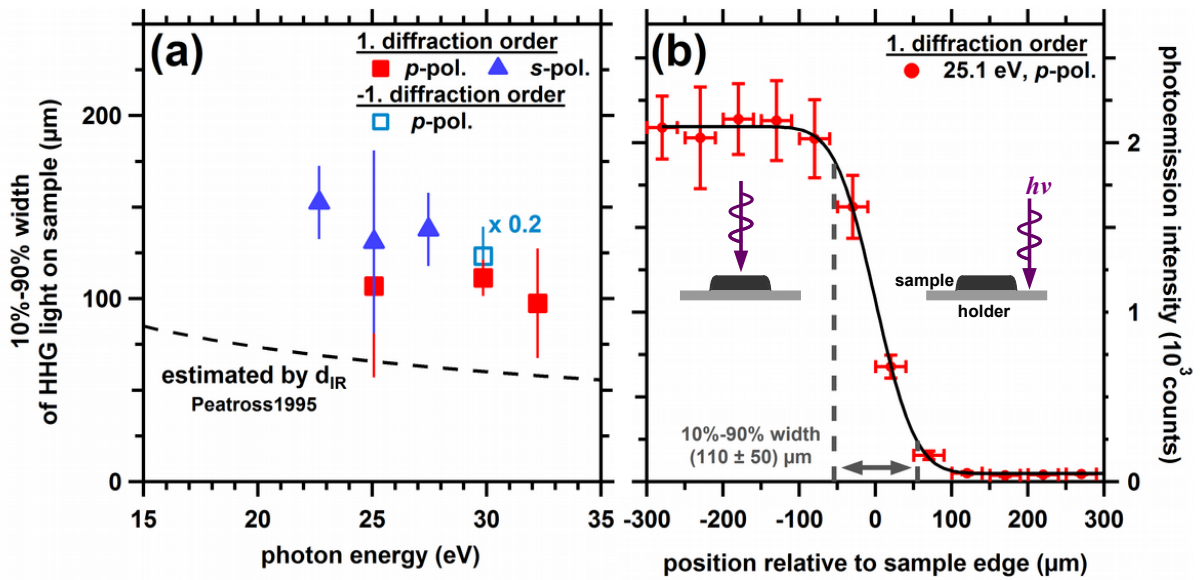 (a)
1. diffraction order
p-pol. s-pol.
-1. diffraction order
p-pol.
x 0.2
estimated by dIR
Peatross1995
200
100
0
15 20 25 30 35
photon energy (eV)
10%-90% width
of HHG light on sample (µm)
(b)
1. diffraction order
25.1 eV, p-pol.
hν
sample
holder
10%-90% width
(110 ± 50) µm
2
1
0
-300 -200 -100 0 100 200 300
position relative to sample edge (µm)
photoemission intensity (10³ counts)